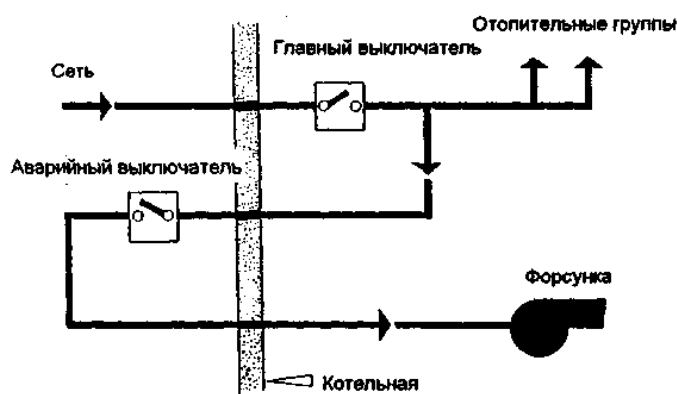 Отопительные группы
Главный выключатель
Сеть
Аварийный выключатель
Форсунка
Котельная